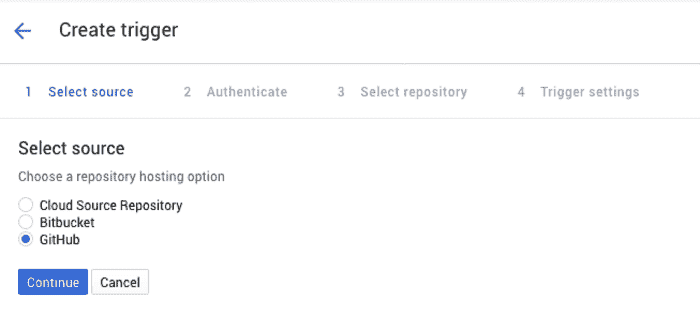 Create trigger
1 Select source 2 Authenticate 3 Select repository 4 Trigger settings
Select source
Choose a repository hosting option
Cloud Source Repository
Bitbucket
GitHub
Continue Cancel